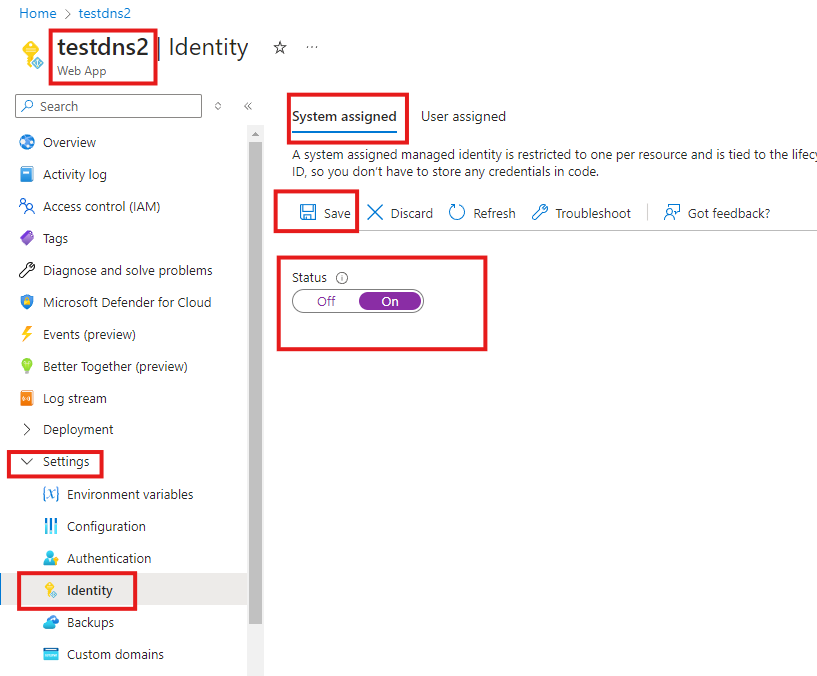 Home > testdns2
testdns2 | Identity ☆ ...
Web App
Search
System assigned User assigned
A system assigned managed identity is restricted to one per resource and is tied to the lifecy
ID, so you don't have to store any credentials in code.
Save Discard Refresh Troubleshoot Got feedback?
Status
Off On
Overview
Activity log
Access control (IAM)
Tags
Diagnose and solve problems
Microsoft Defender for Cloud
Events (preview)
Better Together (preview)
Log stream
Deployment
Settings
Environment variables
Configuration
Authentication
Identity
Backups
Custom domains